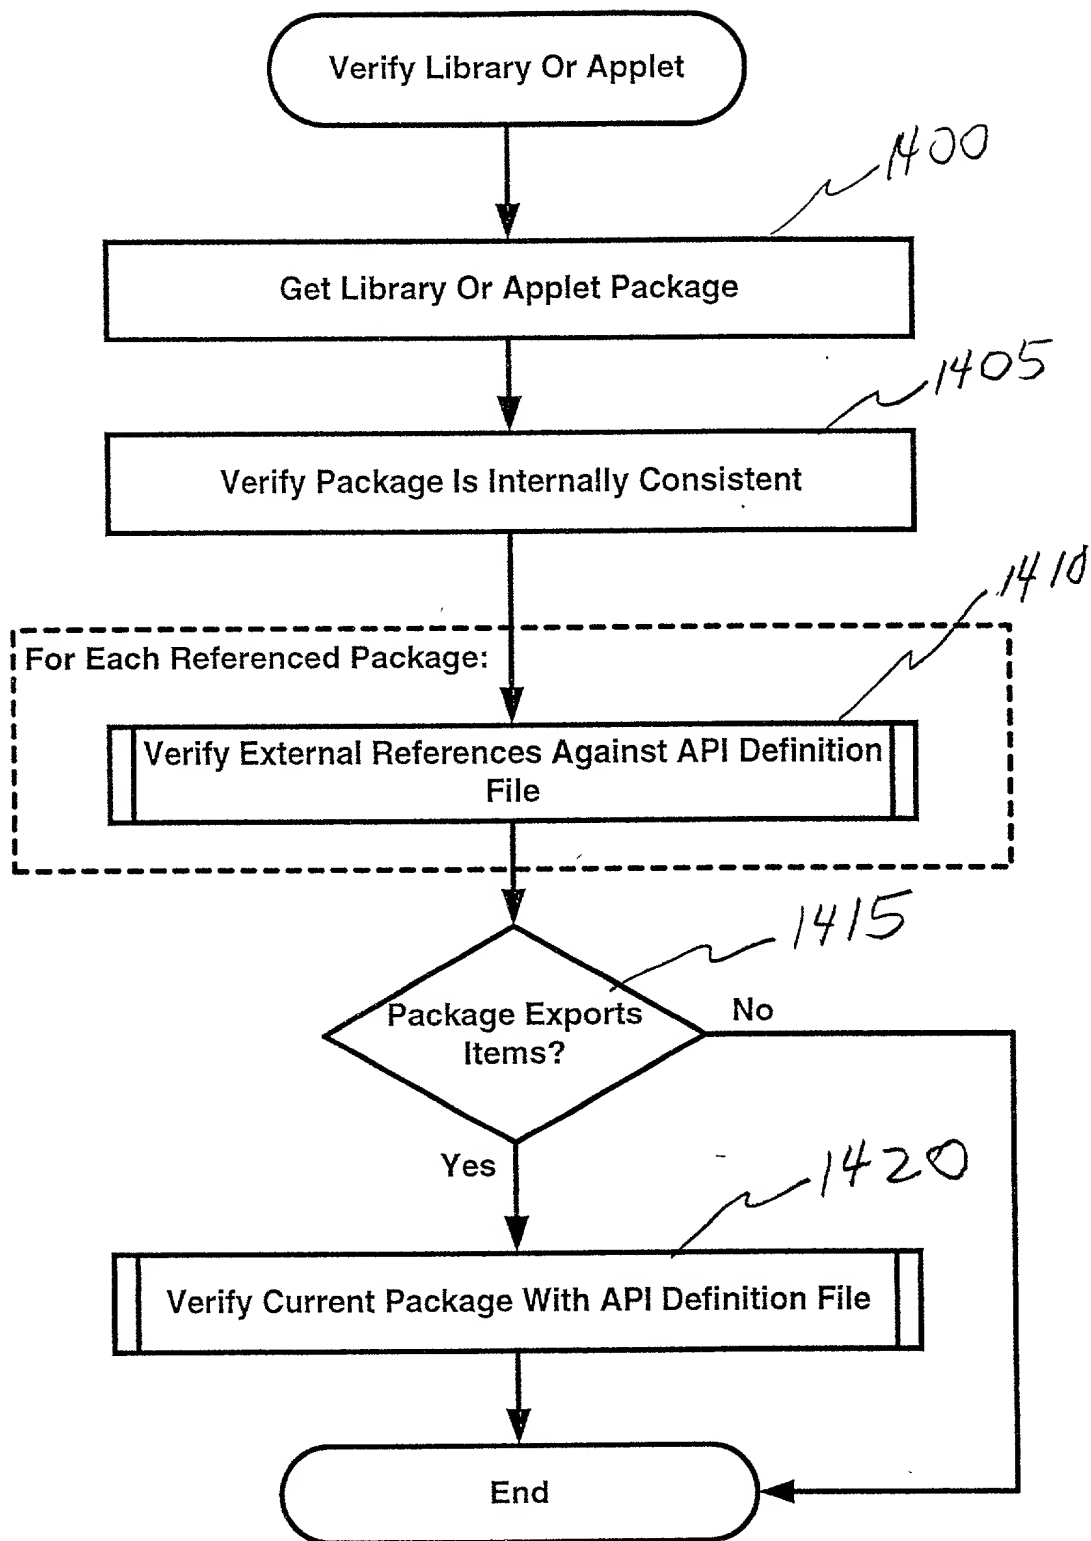 Verify Library Or Applet
1400
Get Library Or Applet Package
1405
Verify Package Is Internally Consistent
1410
For Each Referenced Package:
Verify External References Against API Definition
File
1415
Package Exports
Items?
No
Yes
1420
Verify Current Package With API Definition File
End